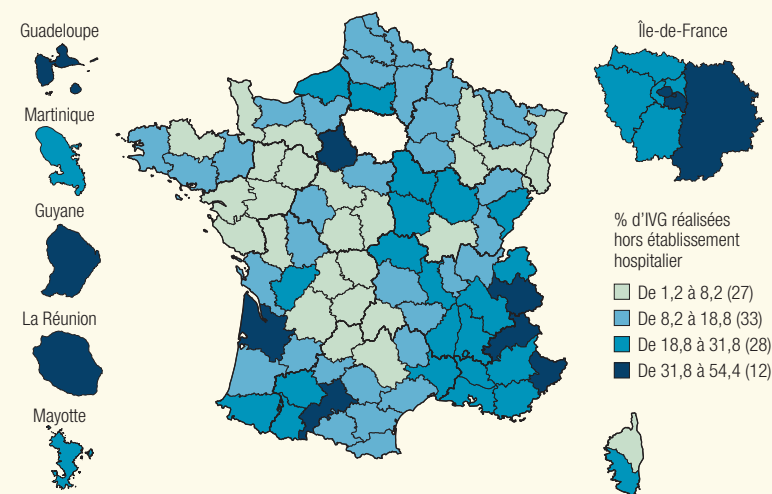 Guadeloupe
Martinique
Guyane
La Réunion
Mayotte
Île-de-France
% d'IVG réalisées
hors établissement
hospitalier
De 1,2 à 8,2 (27)
De 8,2 à 18,8 (33)
De 18,8 à 31,8 (28)
De 31,8 à 54,4 (12)